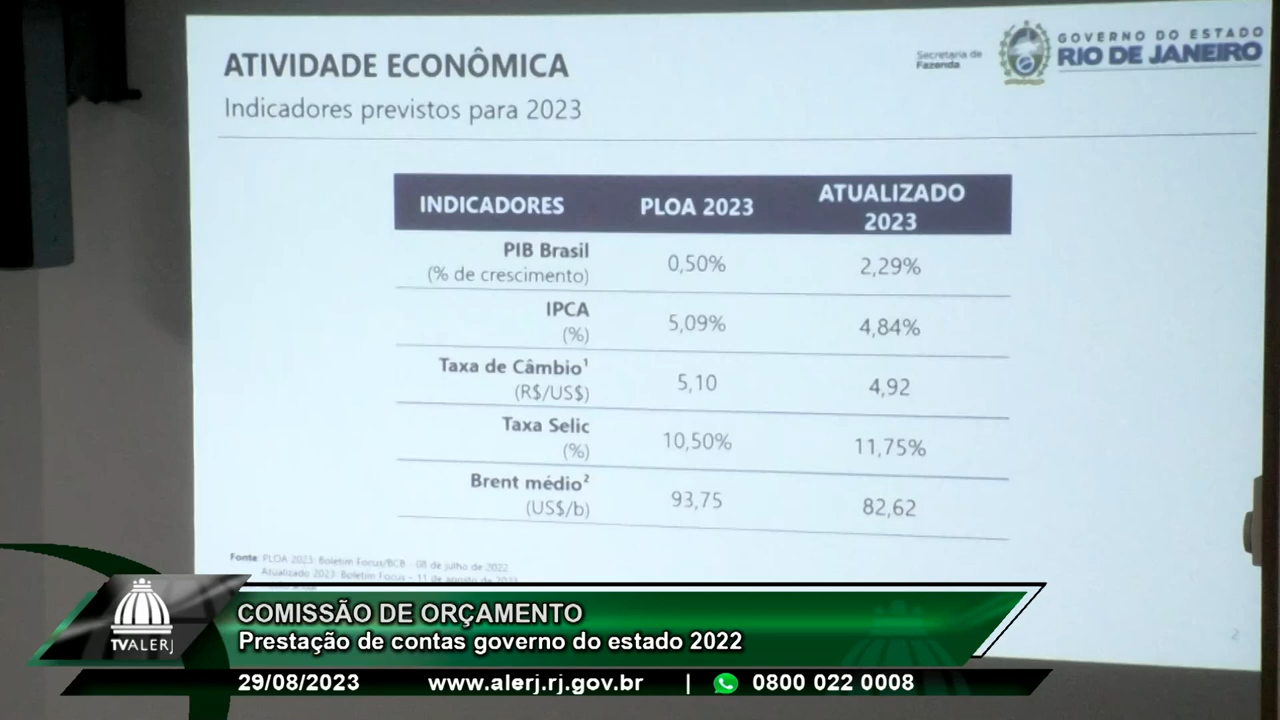 ATIVIDADE ECONÔMICA
Indicadores previstos para 2023
Secretaria de
Fazenda
GOVERNO DO ESTADO
RIO DE JANEIRO
INDICADORES PLOA 2023 ATUALIZADO 2023
PIB Brasil
(% de crescimento) 0,50% 2,29%
IPCA
(%) 5,09% 4,84%
Taxa de Câmbio¹
(R$/US$) 5,10 4,92
Taxa Selic
(%) 10,50% 11,75%
Brent médio²
(US$/b) 93,75 82,62
Fonte: PLOA 2023: Boletim Focus/BCB - 08 de julho de 2022.
Atualizado 2023: Boletim Focus - 11 de agosto de 2023
2
TVALERJ
COMISSÃO DE ORÇAMENTO
Prestação de contas governo do estado 2022
29/08/2023 www.alerj.rj.gov.br | 0800 022 0008